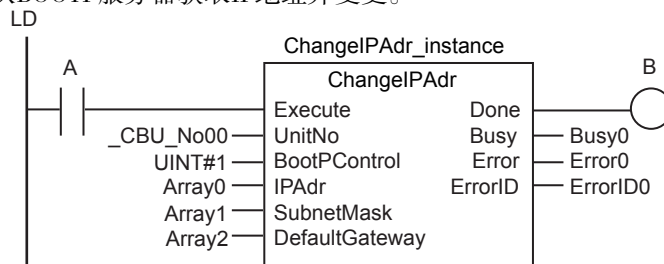 BOOTP服务器获取IP地址并变更。
LD
ChangeIPAdr_instance
A
B
ChangeIPAdr
Execute Done
_CBU_No00 UnitNo Busy Busy0
UINT#1 BootPControl Error Error0
Array0 IPAdr ErrorID ErrorID0
Array1 SubnetMask
Array2 DefaultGateway